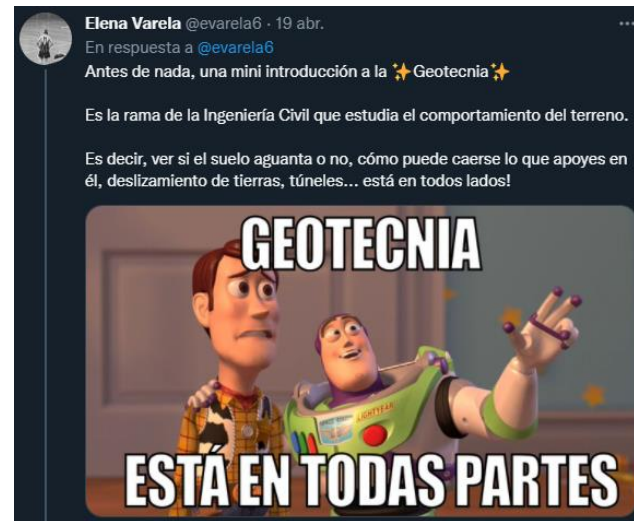 Elena Varela @evarela6 · 19 abr.
En respuesta a @evarela6
Antes de nada, una mini introducción a la ✨Geotecnia✨
Es la rama de la Ingeniería Civil que estudia el comportamiento del terreno.
Es decir, ver si el suelo aguanta o no, cómo puede caerse lo que apoyes en
él, deslizamiento de tierras, túneles... está en todos lados!
GEOTECNIA
LIGHTYEAR
ESTÁ EN TODAS PARTES